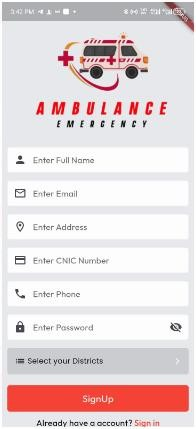 3:42 PM
AMBULANCE
EMERGENCY
Enter Full Name
Enter Email
Enter Address
Enter CNIC Number
Enter Phone
Enter Password
Select your Districts
SignUp
Already have a account? Sign in